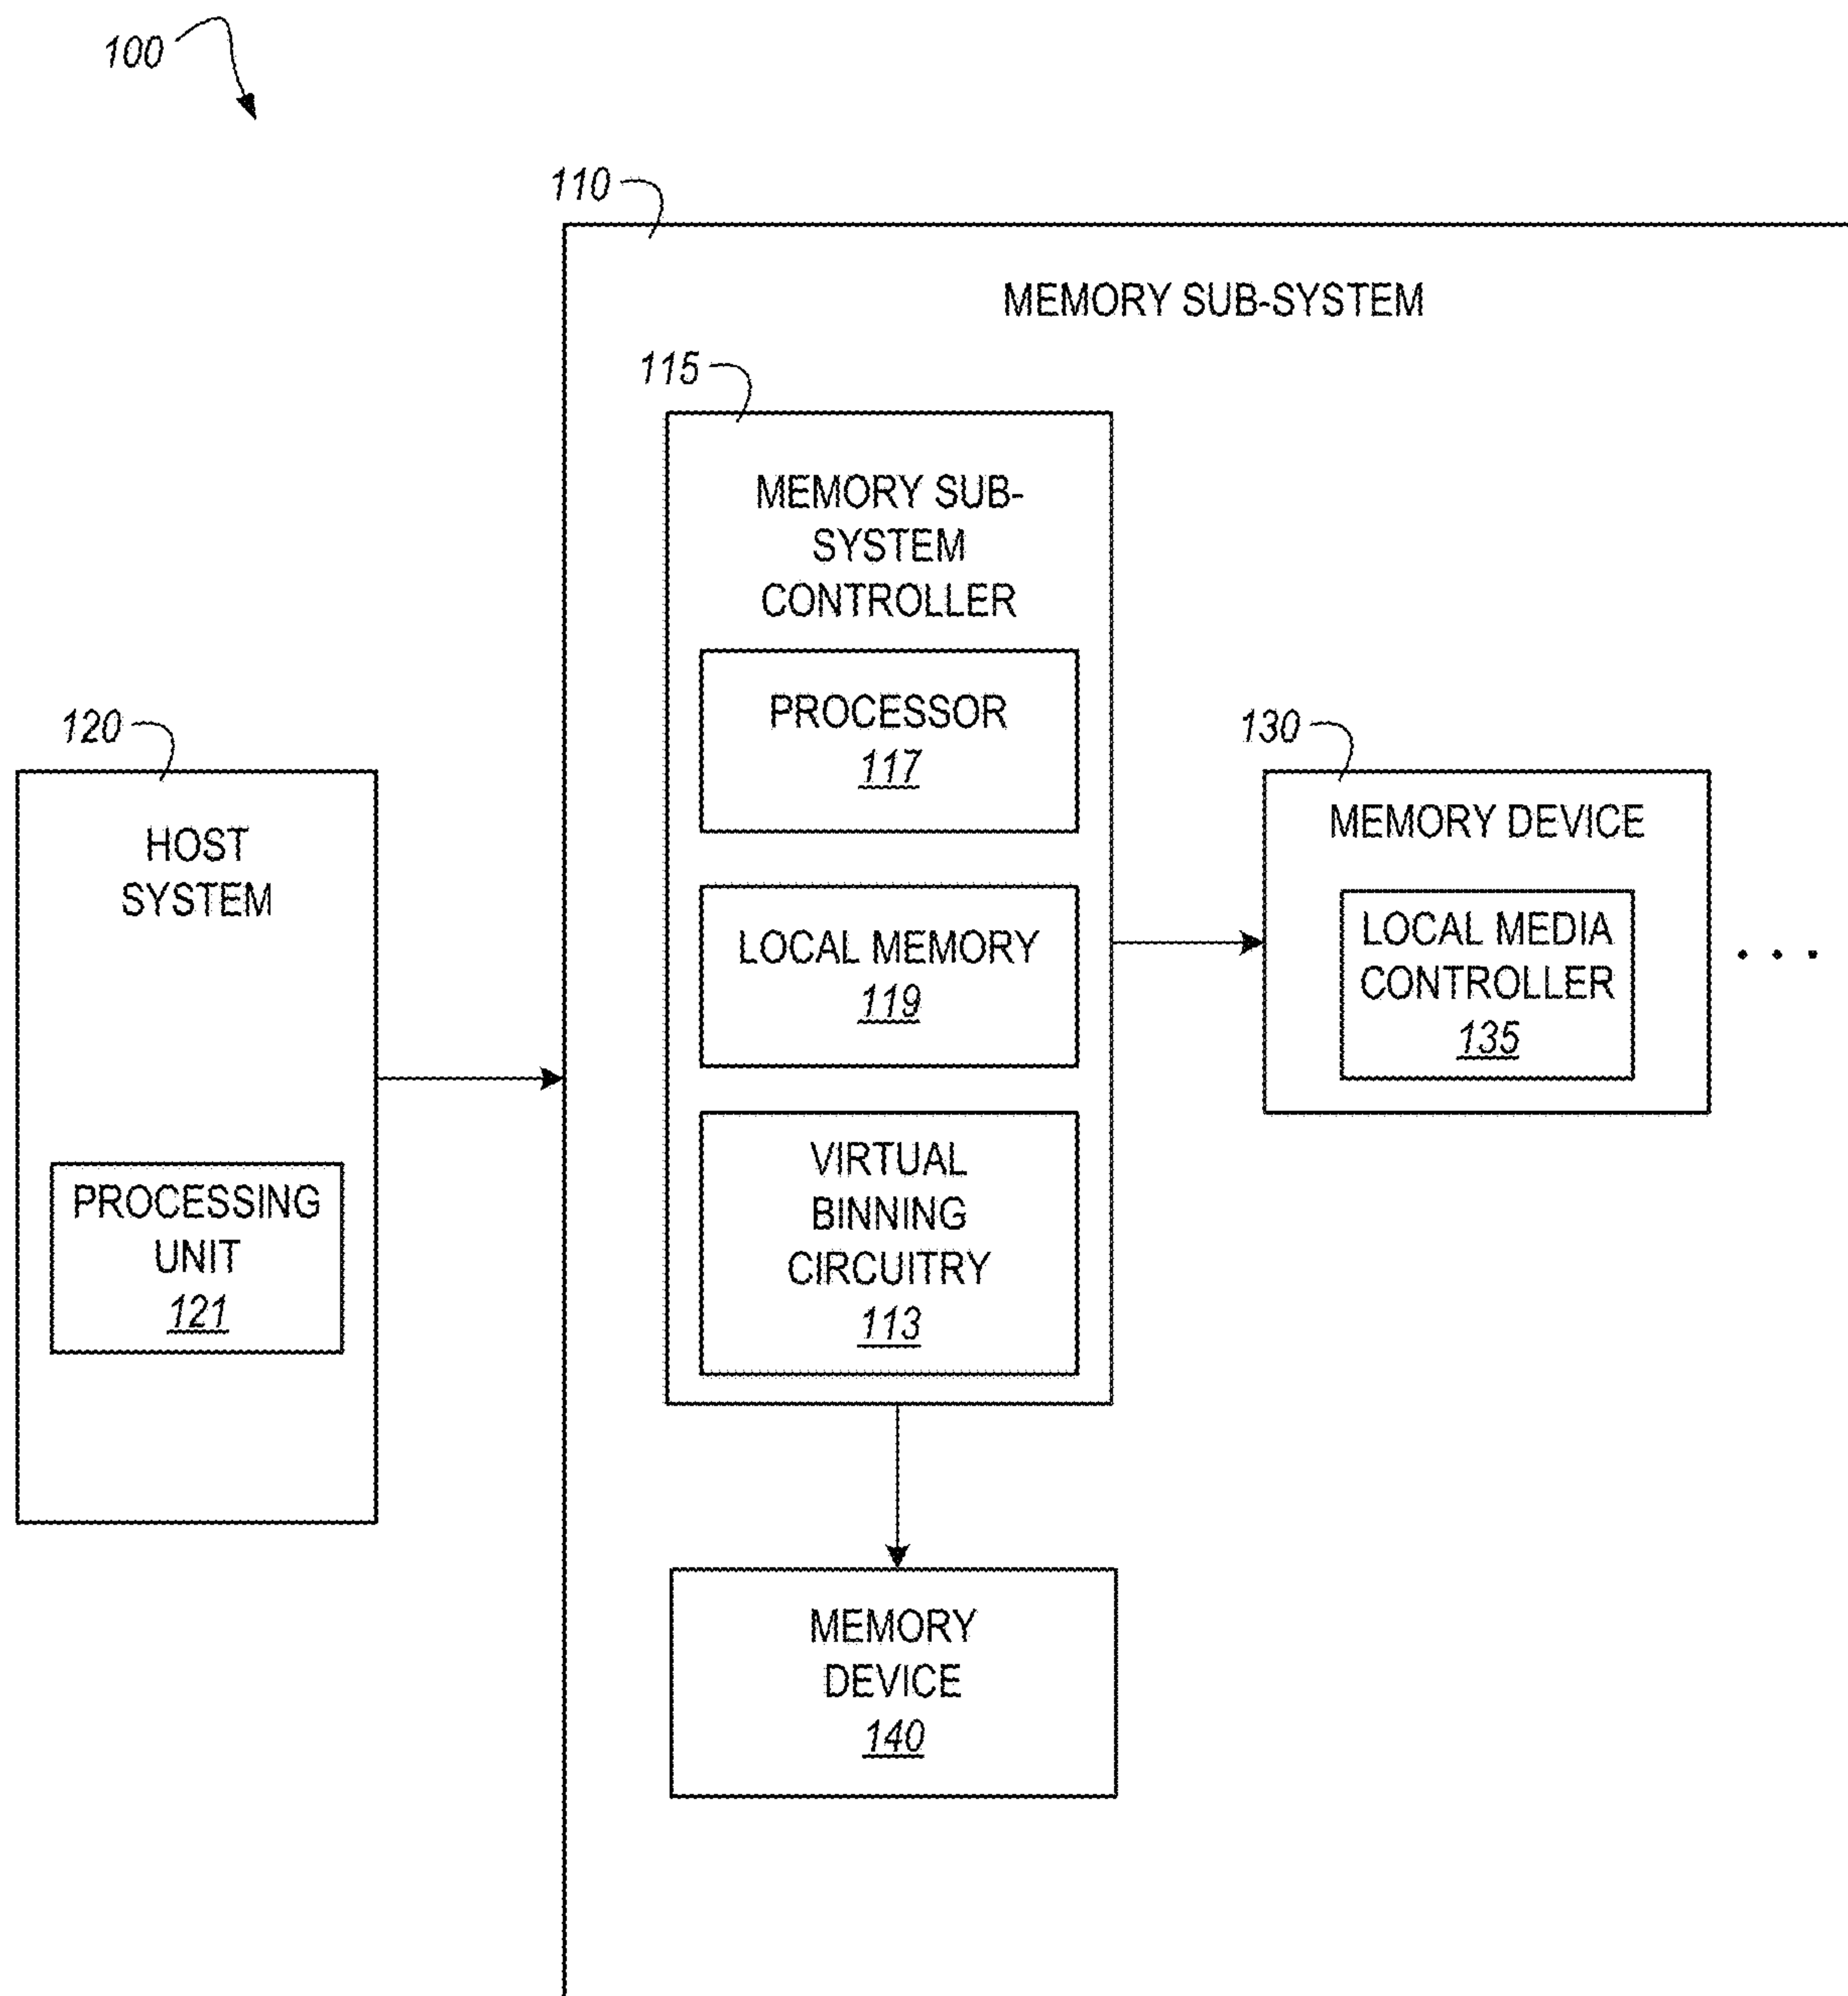 100
110
MEMORY SUB-SYSTEM
115
MEMORY SUB-
SYSTEM
CONTROLLER
PROCESSOR
117
LOCAL MEMORY
119
VIRTUAL
BINNING
CIRCUITRY
113
120
HOST
SYSTEM
PROCESSING
UNIT
121
130
MEMORY DEVICE
LOCAL MEDIA
CONTROLLER
135
. . .
MEMORY
DEVICE
140